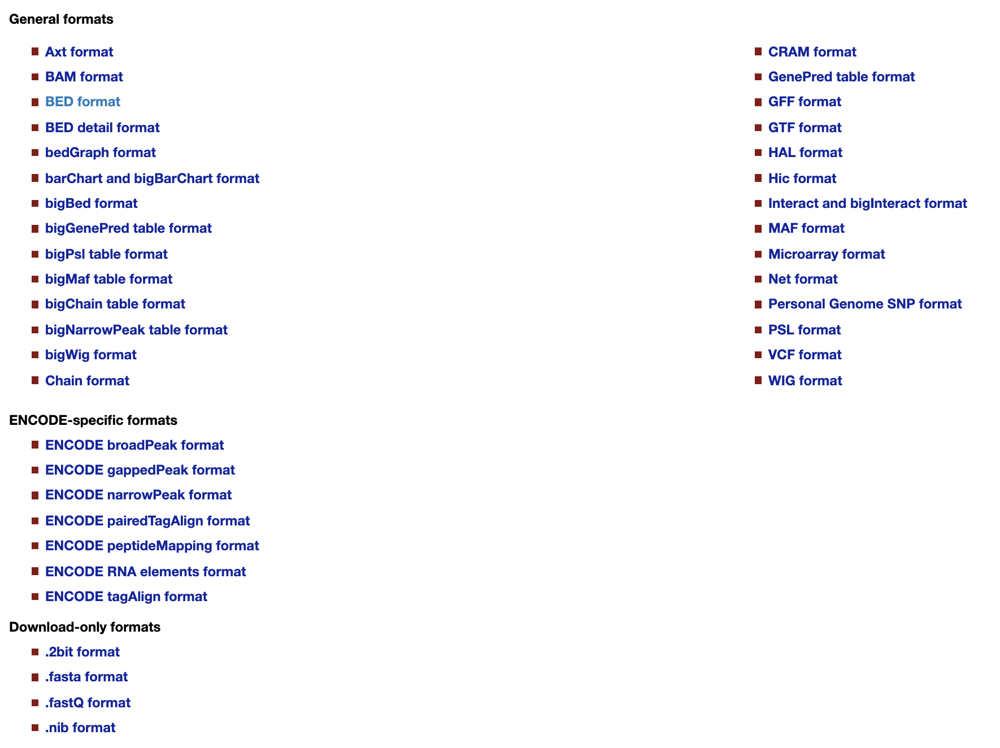 General formats
Axt format
BAM format
BED format
BED detail format
bedGraph format
barChart and bigBarChart format
bigBed format
bigGenePred table format
bigPsl table format
bigMaf table format
bigChain table format
bigNarrowPeak table format
bigWig format
Chain format
CRAM format
GenePred table format
GFF format
GTF format
HAL format
Hic format
Interact and bigInteract format
MAF format
Microarray format
Net format
Personal Genome SNP format
PSL format
VCF format
WIG format
ENCODE-specific formats
ENCODE broadPeak format
ENCODE gappedPeak format
ENCODE narrowPeak format
ENCODE pairedTagAlign format
ENCODE peptideMapping format
ENCODE RNA elements format
ENCODE tagAlign format
Download-only formats
.2bit format
.fasta format
.fastQ format
.nib format